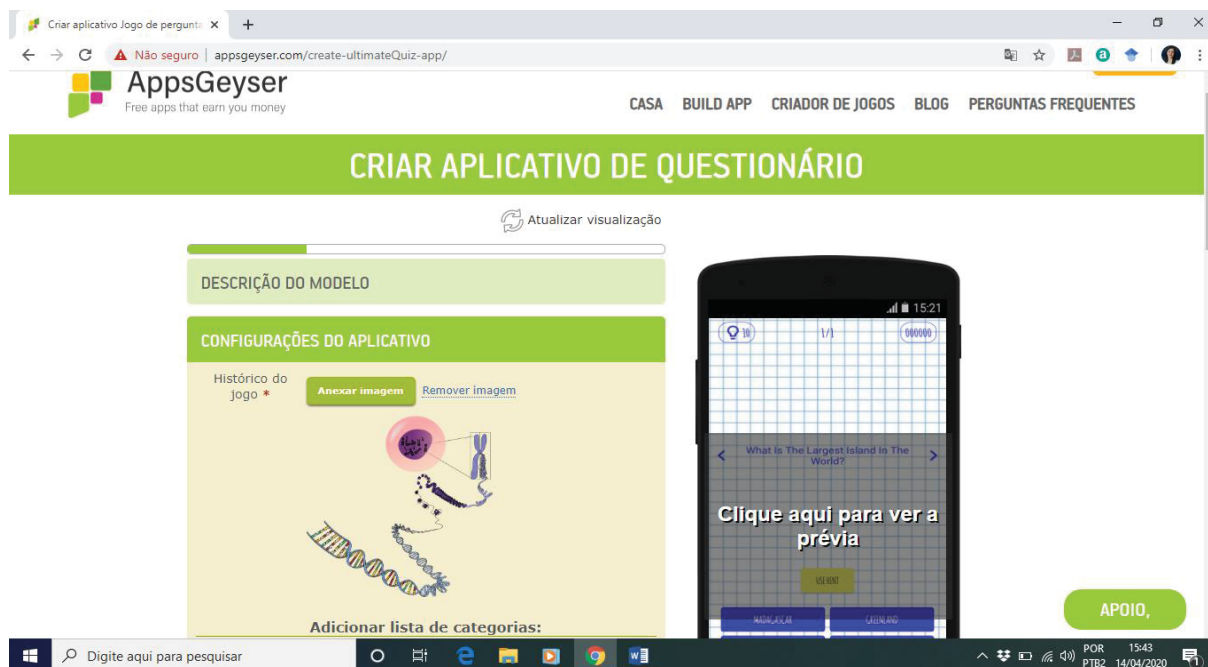 Criar aplicativo Jogo de pergunta
Não seguro | appsgeyser.com/create-ultimateQuiz-app/
AppsGeyser
Free apps that earn you money
CASA BUILD APP CRIADOR DE JOGOS BLOG PERGUNTAS FREQUENTES
CRIAR APLICATIVO DE QUESTIONÁRIO
Atualizar visualização
DESCRIÇÃO DO MODELO
CONFIGURAÇÕES DO APLICATIVO
Histórico do
jogo *
Anexar imagem Remover imagem
Adicionar lista de categorias:
15:21
10 1/1 000000
What Is The Largest Island In The
World?
Clique aqui para ver a
prévia
USE HINT
MADAGASCAR GREENLAND
APOIO,
Digite aqui para pesquisar
POR 15:43
PTB2 14/04/2020